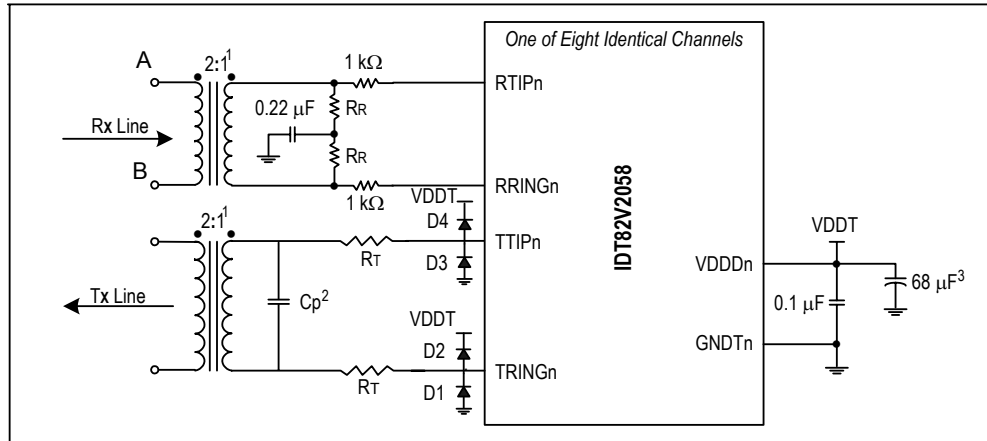 One of Eight Identical Channels
A
2:1¹
1 kΩ
RTIPn
0.22 µF
RR
Rx Line
RR
B
RRINGn
1 kΩ
VDDT
2:1¹
D4
TTIPn
RT
D3
Tx Line
Cp²
VDDT
D2
TRINGn
RT
D1
IDT82V2058
VDDT
VDDDn
68 µF³
0.1 µF
GNDTn